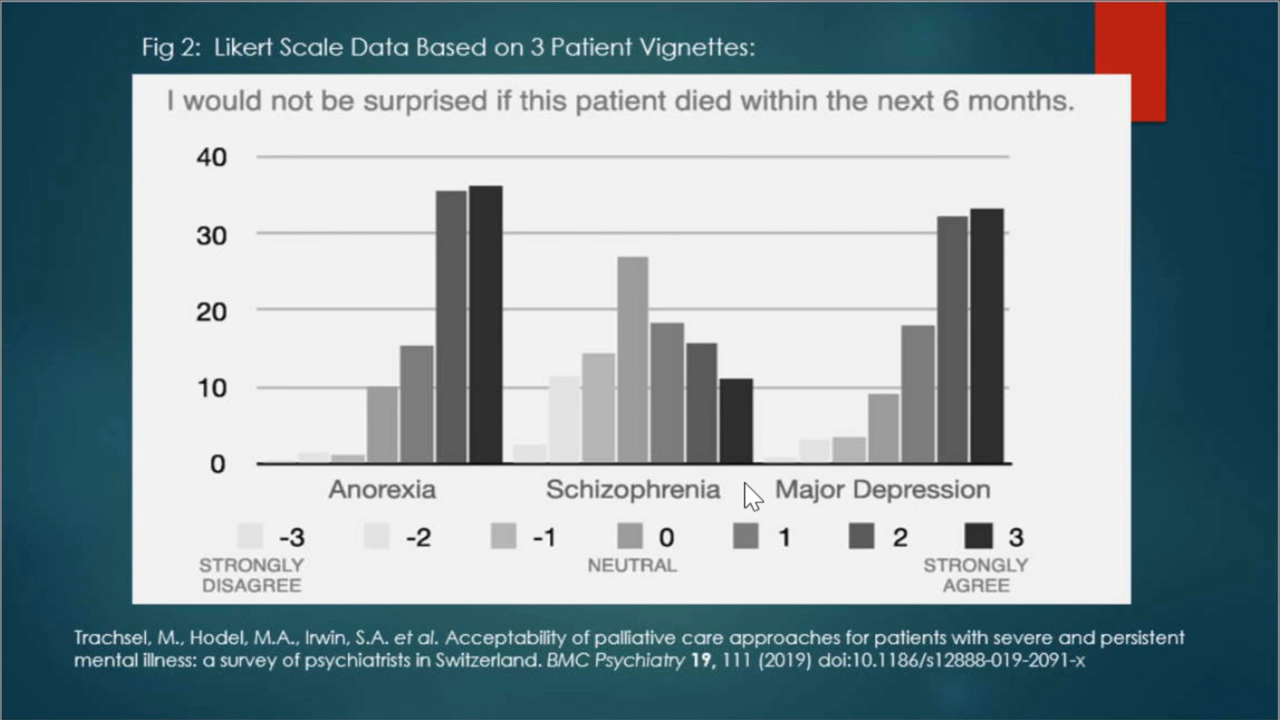 Fig 2: Likert Scale Data Based on 3 Patient Vignettes:
I would not be surprised if this patient died within the next 6 months.
40
30
20
10
0
Anorexia Schizophrenia Major Depression
-3 -2 -1 0 1 2 3
STRONGLY DISAGREE NEUTRAL STRONGLY AGREE
Trachsel, M., Hodel, M.A., Irwin, S.A. et al. Acceptability of palliative care approaches for patients with severe and persistent
mental illness: a survey of psychiatrists in Switzerland. BMC Psychiatry 19, 111 (2019) doi:10.1186/s12888-019-2091-x